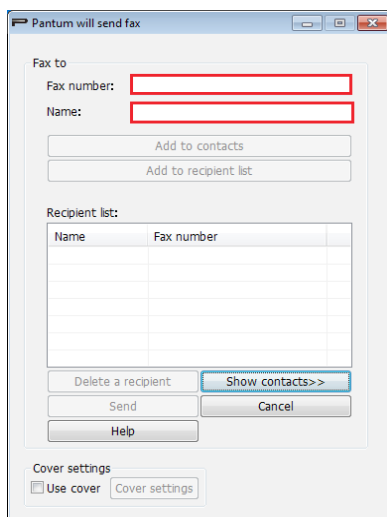 Pantum will send fax
Fax to
Fax number:
Name:
Add to contacts
Add to recipient list
Recipient list:
Name Fax number
Delete a recipient Show contacts>>
Send Cancel
Help
Cover settings
Use cover Cover settings